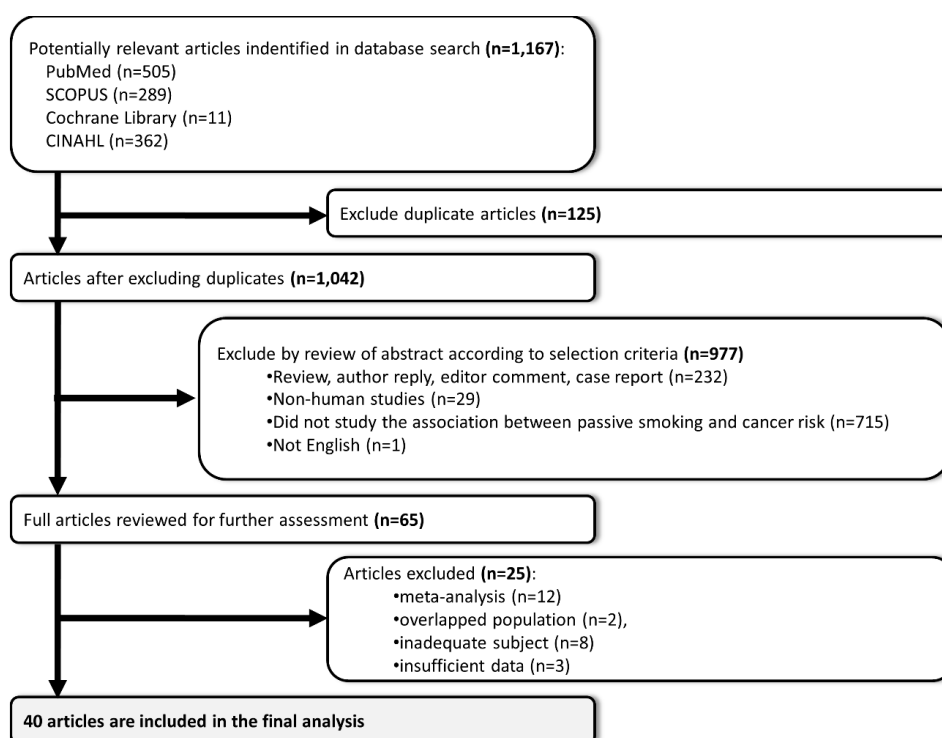 Potentially relevant articles indentified in database search (n=1,167):
PubMed (n=505)
SCOPUS (n=289)
Cochrane Library (n=11)
CINAHL (n=362)
Exclude duplicate articles (n=125)
Articles after excluding duplicates (n=1,042)
Exclude by review of abstract according to selection criteria (n=977)
•Review, author reply, editor comment, case report (n=232)
•Non-human studies (n=29)
•Did not study the association between passive smoking and cancer risk (n=715)
•Not English (n=1)
Full articles reviewed for further assessment (n=65)
Articles excluded (n=25):
•meta-analysis (n=12)
•overlapped population (n=2),
•inadequate subject (n=8)
•insufficient data (n=3)
40 articles are included in the final analysis